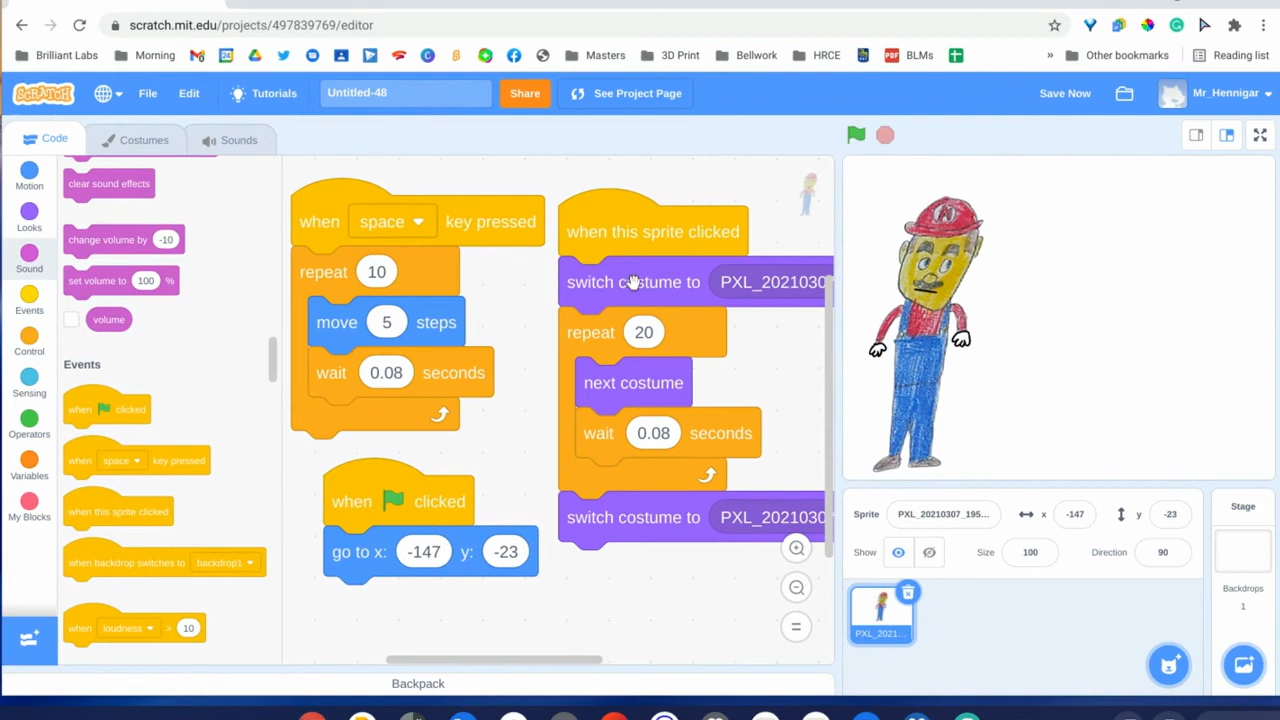 scratch.mit.edu/projects/497839769/editor
Brilliant Labs Morning Masters 3D Print Bellwork HRCE BLMs » Other bookmarks Reading list
SCRATCH File Edit Tutorials Untitled-48 Share See Project Page Save Now Mr_Hennigar
Code Costumes Sounds
Motion
Looks
Sound
Events
Control
Sensing
Operators
Variables
My Blocks
clear sound effects
change volume by -10
set volume to 100 %
volume
Events
when clicked
when space key pressed
when this sprite clicked
when backdrop switches to backdrop1
when loudness > 10
when space key pressed
repeat 10
move 5 steps
wait 0.08 seconds
when clicked
go to x: -147 y: -23
when this sprite clicked
switch costume to PXL_2021030
repeat 20
next costume
wait 0.08 seconds
switch costume to PXL_2021030
M
Sprite PXL_20210307_195... x -147 y -23
Show Size 100 Direction 90
PXL_2021...
Stage
Backdrops
1
Backpack